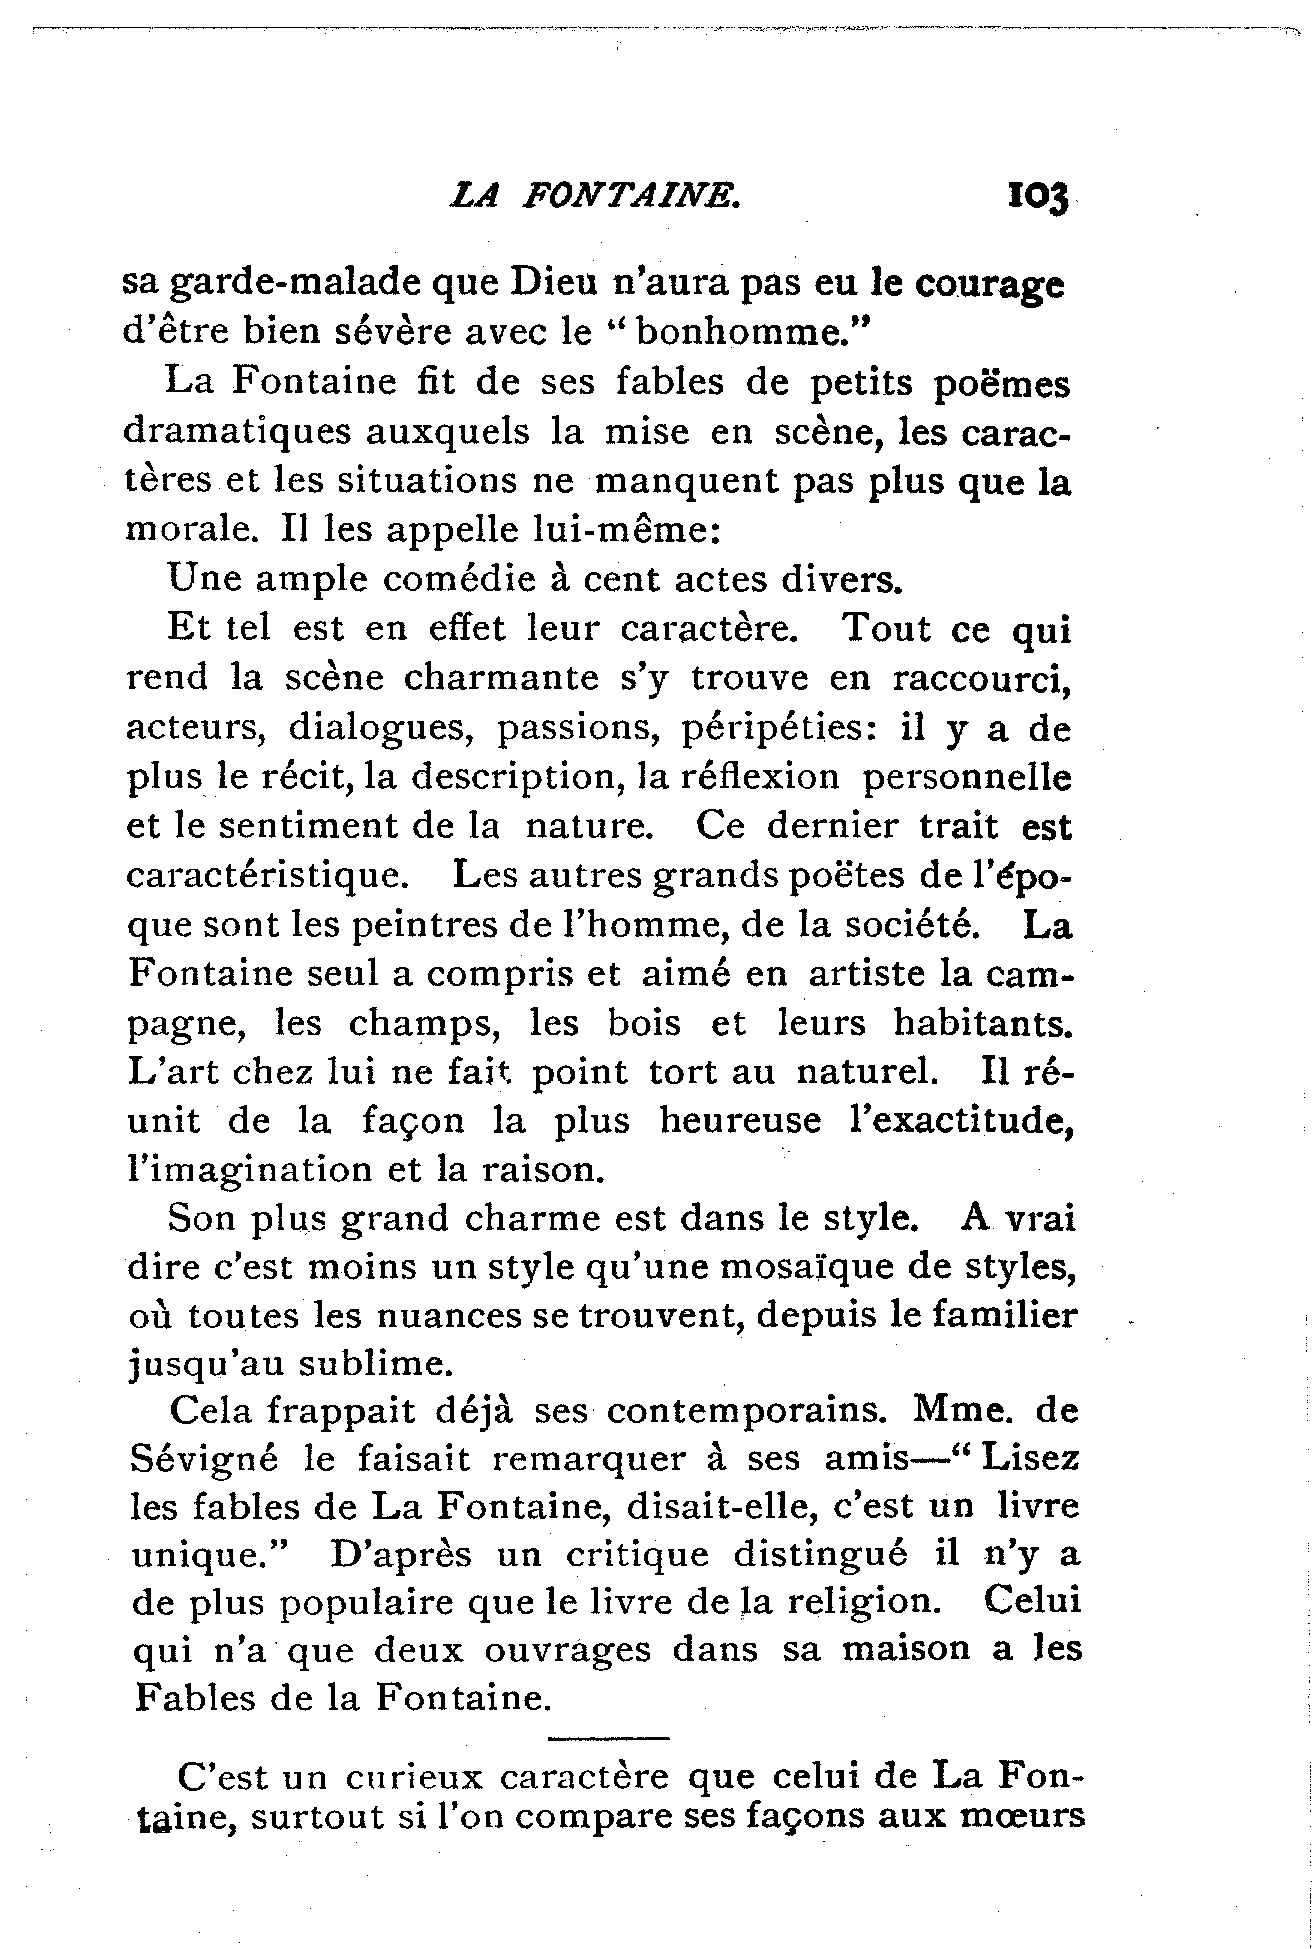 LA FONTAINE. 103
sa garde-malade que Dieu n'aura pas eu le courage
d'être bien sévère avec le “bonhomme.”
La Fontaine fit de ses fables de petits poëmes
dramatiques auxquels la mise en scène, les carac-
tères et les situations ne manquent pas plus que la
morale. Il les appelle lui-même:
Une ample comédie à cent actes divers.
Et tel est en effet leur caractère. Tout ce qui
rend la scène charmante s'y trouve en raccourci,
acteurs, dialogues, passions, péripéties: il y a de
plus le récit, la description, la réflexion personnelle
et le sentiment de la nature. Ce dernier trait est
caractéristique. Les autres grands poëtes de l'épo-
que sont les peintres de l'homme, de la société. La
Fontaine seul a compris et aimé en artiste la cam-
pagne, les champs, les bois et leurs habitants.
L'art chez lui ne fait point tort au naturel. Il ré-
unit de la façon la plus heureuse l'exactitude,
l'imagination et la raison.
Son plus grand charme est dans le style. A vrai
dire c'est moins un style qu'une mosaïque de styles,
où toutes les nuances se trouvent, depuis le familier
jusqu'au sublime.
Cela frappait déjà ses contemporains. Mme. de
Sévigné le faisait remarquer à ses amis—“Lisez
les fables de La Fontaine, disait-elle, c'est un livre
unique.” D'après un critique distingué il n'y a
de plus populaire que le livre de la religion. Celui
qui n'a que deux ouvrages dans sa maison a les
Fables de la Fontaine.
C'est un curieux caractère que celui de La Fon-
taine, surtout si l'on compare ses façons aux mœurs